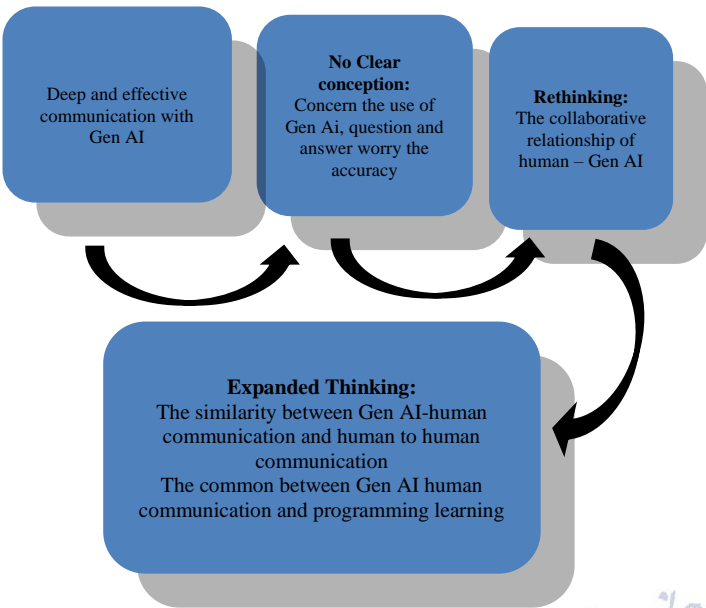 Deep and effective
communication with
Gen AI
No Clear
conception:
Concern the use of
Gen Ai, question and
answer worry the
accuracy
Rethinking:
The collaborative
relationship of
human – Gen AI
Expanded Thinking:
The similarity between Gen AI-human
communication and human to human
communication
The common between Gen AI human
communication and programming learning